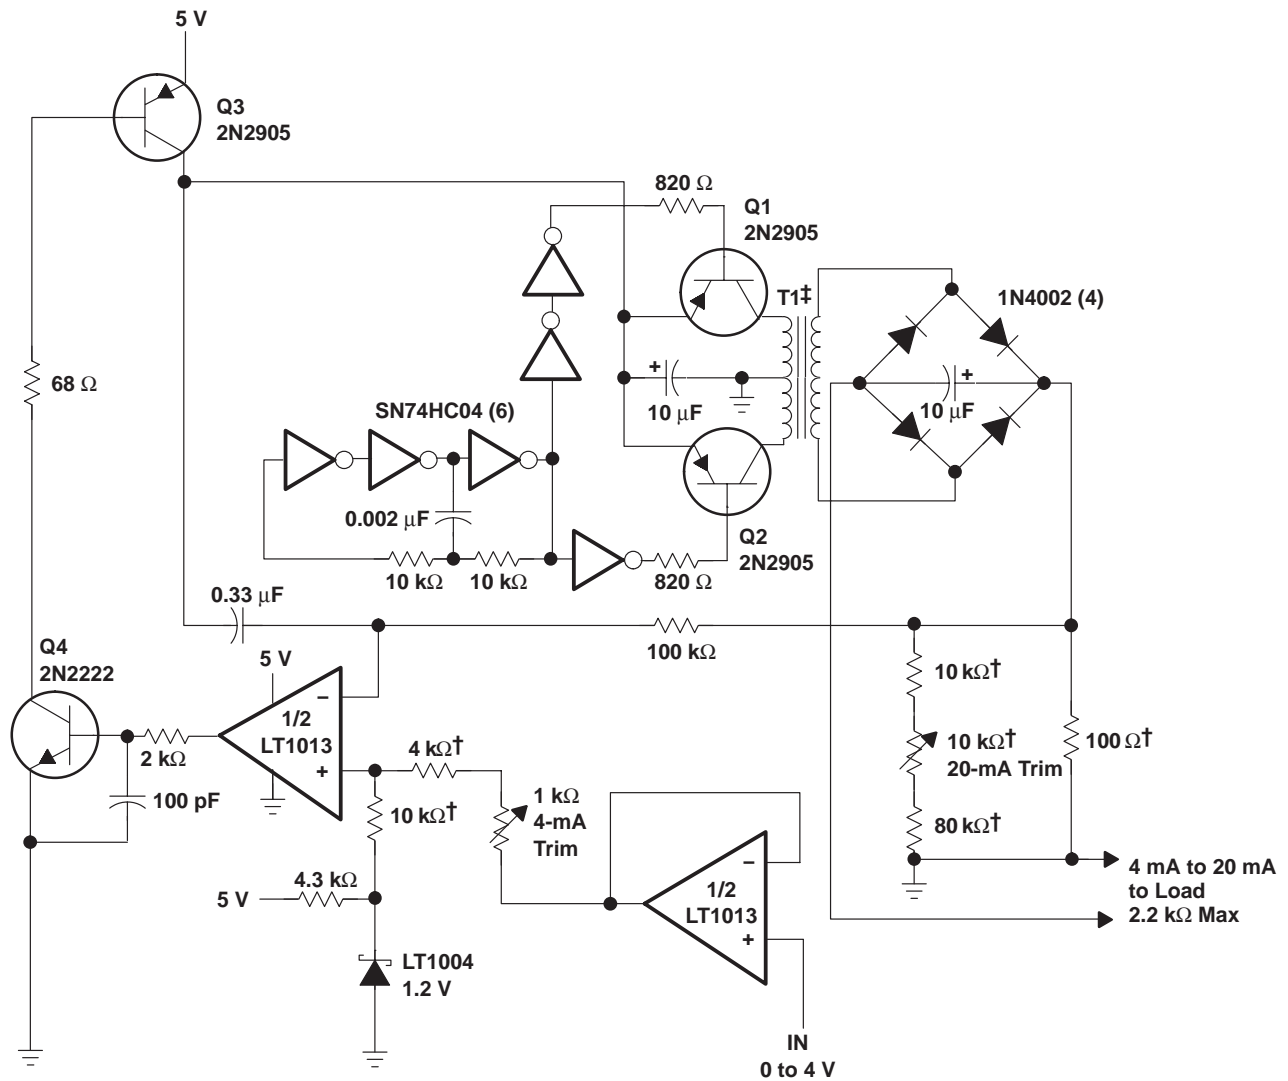 5 V
Q3
2N2905
820 Ω
Q1
2N2905
T1‡
1N4002 (4)
68 Ω
+
10 μF
+
10 μF
SN74HC04 (6)
0.002 μF
10 kΩ
10 kΩ
820 Ω
Q2
2N2905
0.33 μF
100 kΩ
Q4
2N2222
5 V
−
1/2
LT1013
+
2 kΩ
100 pF
4 kΩ†
10 kΩ†
1 kΩ
4-mA
Trim
10 kΩ†
10 kΩ†
20-mA Trim
80 kΩ†
100 Ω†
4.3 kΩ
5 V
−
1/2
LT1013
+
4 mA to 20 mA
to Load
2.2 kΩ Max
LT1004
1.2 V
IN
0 to 4 V